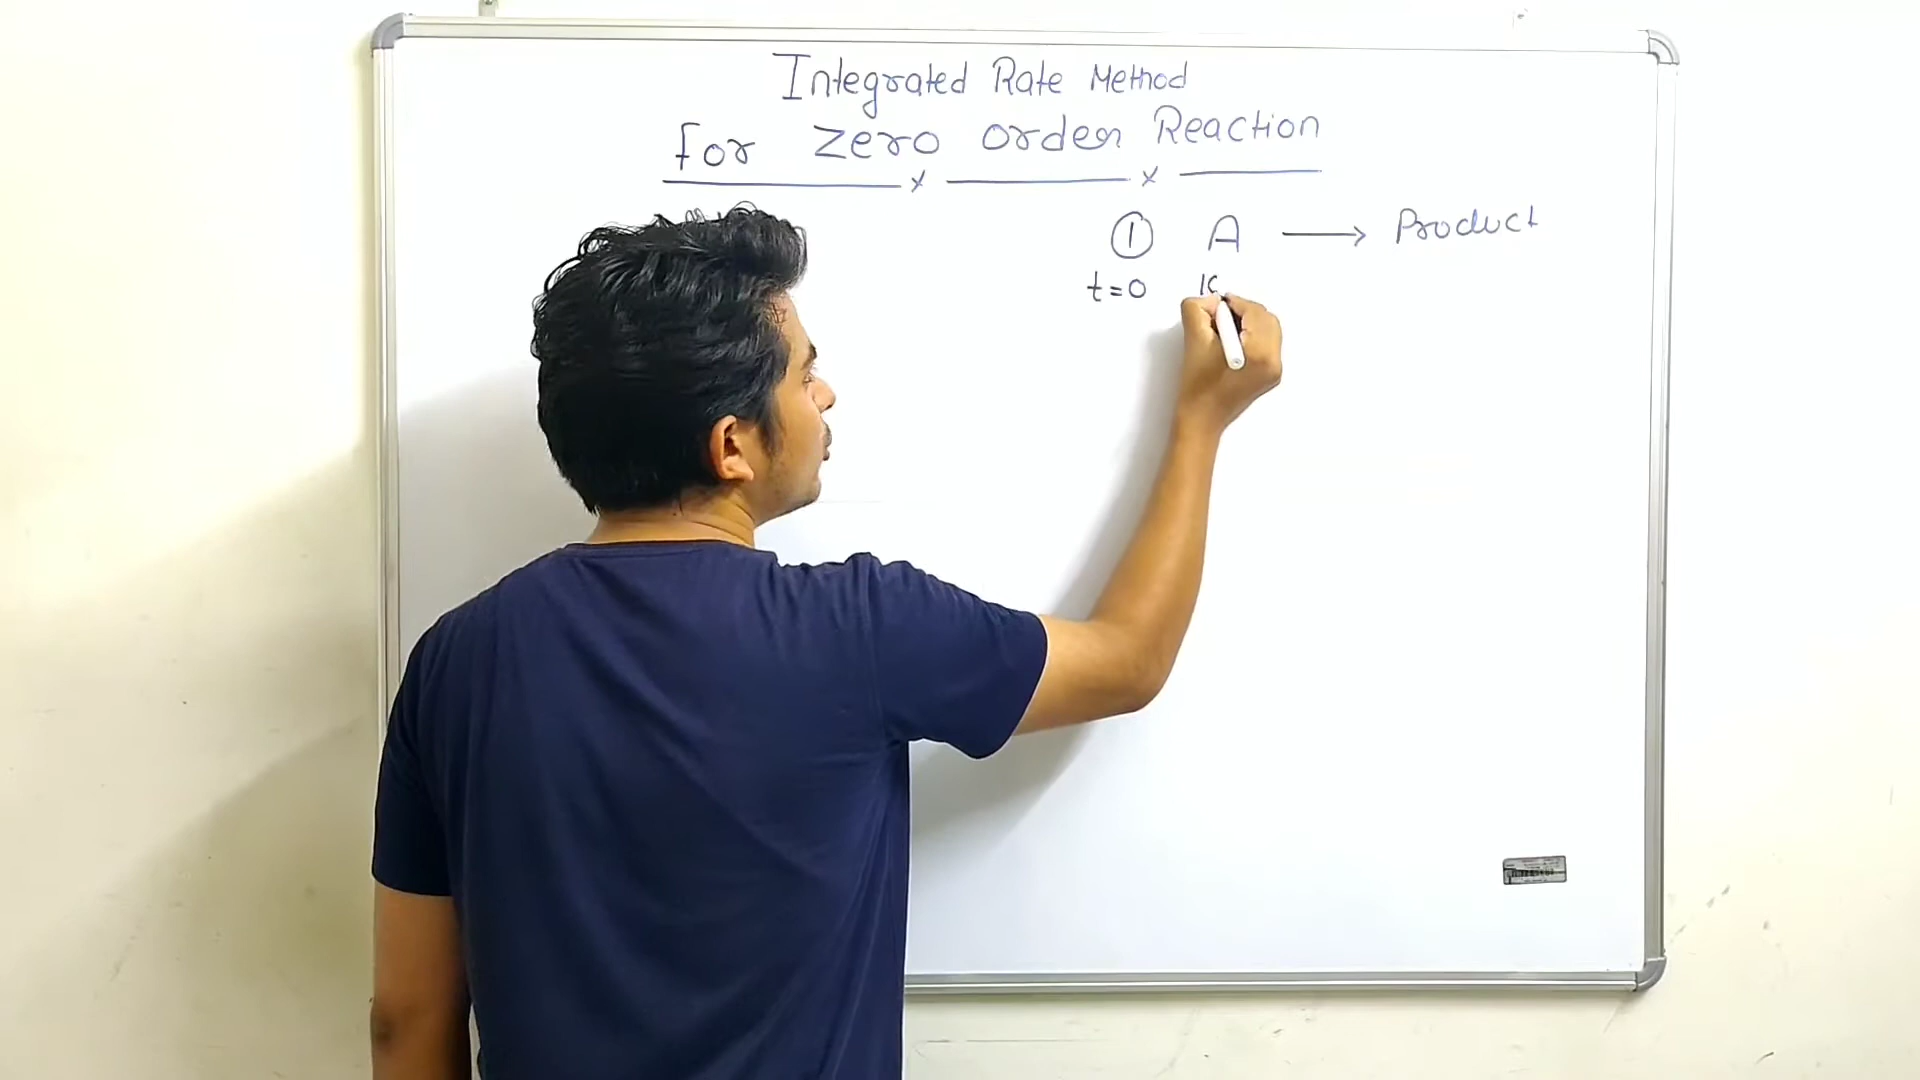 Integrated Rate Method
for zero order Reaction
① A → Product
t=0